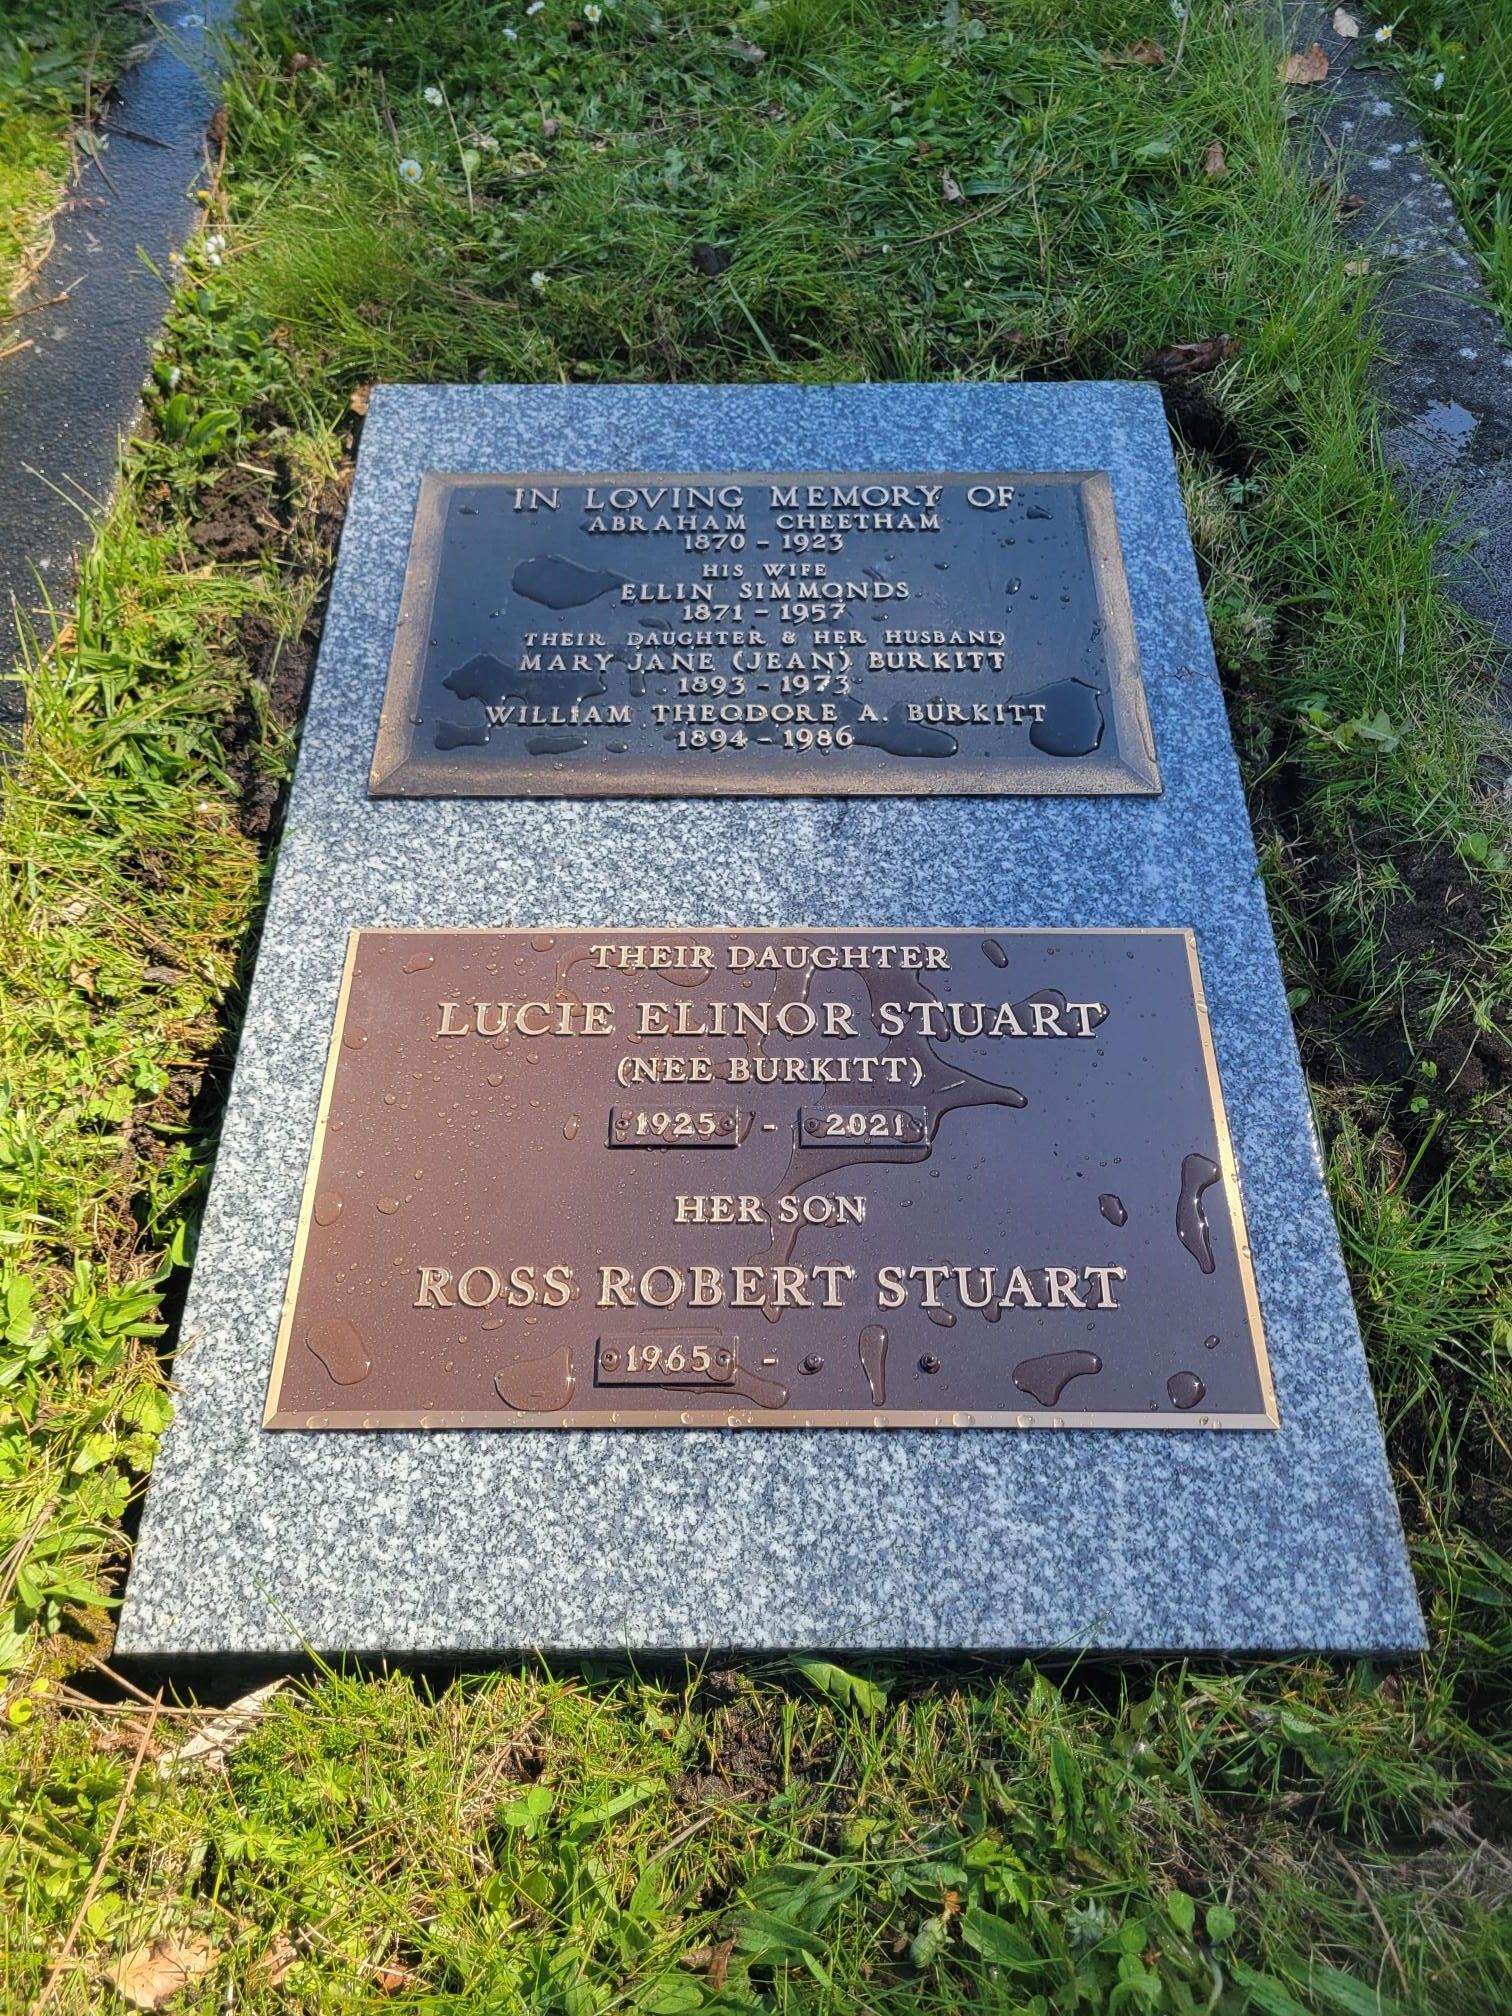 IN LOVING MEMORY OF
ABRAHAM CHEETHAM
1870 - 1923
HIS WIFE
ELLIN SIMMONDS
1871 - 1957
THEIR DAUGHTER & HER HUSBAND
MARY JANE (JEAN) BURKITT
1893 - 1973
WILLIAM THEODORE A. BURKITT
1894 - 1986
THEIR DAUGHTER
LUCIE ELINOR STUART
(NEE BURKITT)
1925 - 2021
HER SON
ROSS ROBERT STUART
1965 -